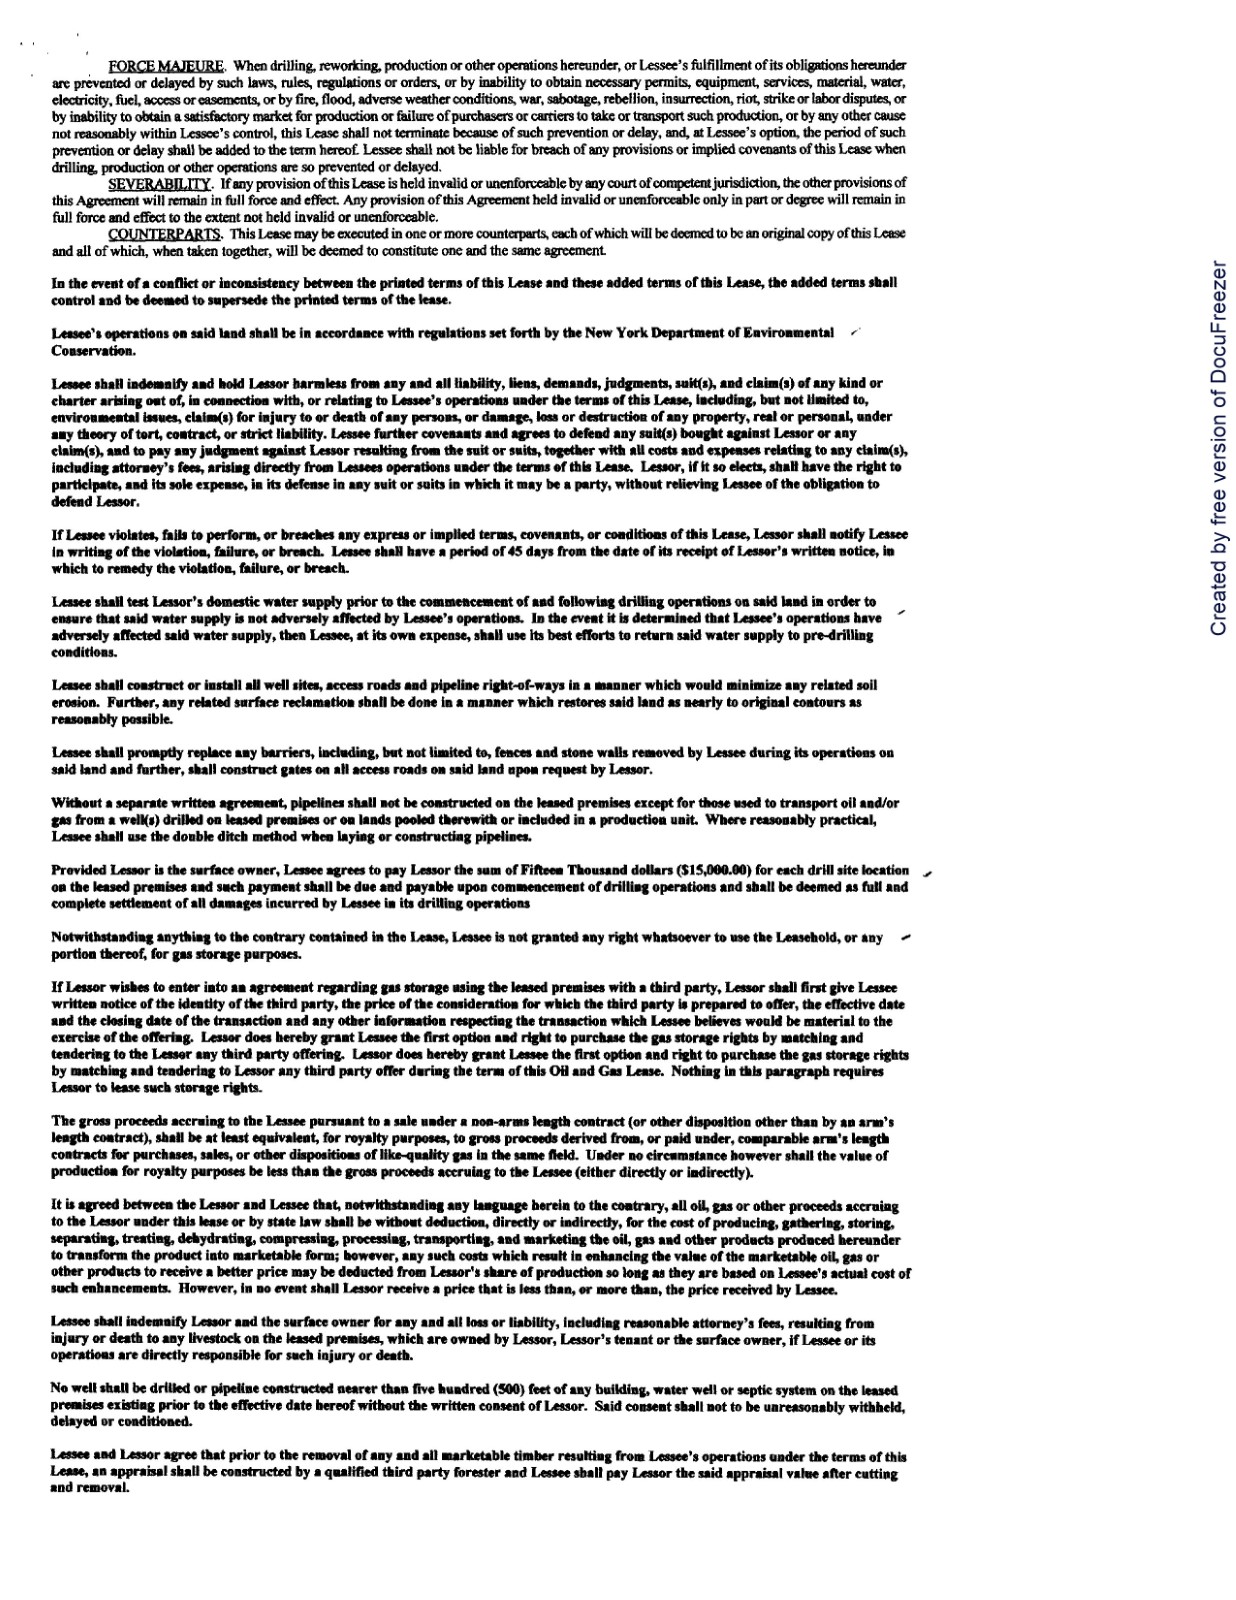 FORCE MAJEURE. When drilling, reworking, production or other operations hereunder, or Lessee's fulfillment of its obligations hereunder
are prevented or delayed by such laws, rules, regulations or orders, or by inability to obtain necessary permits, equipment, services, material, water,
electricity, fuel, access or easements, or by fire, flood, adverse weather conditions, war, sabotage, rebellion, insurrection, riot, strike or labor disputes, or
by inability to obtain a satisfactory market for production or failure of purchasers or carriers to take or transport such production, or by any other cause
not reasonably within Lessee's control, this Lease shall not terminate because of such prevention or delay, and, at Lessee's option, the period of such
prevention or delay shall be added to the term hereof. Lessee shall not be liable for breach of any provisions or implied covenants of this Lease when
drilling, production or other operations are so prevented or delayed.
SEVERABILITY. If any provision of this Lease is held invalid or unenforceable by any court of competent jurisdiction, the other provisions of
this Agreement will remain in full force and effect. Any provision of this Agreement held invalid or unenforceable only in part or degree will remain in
full force and effect to the extent not held invalid or unenforceable.
COUNTERPARTS. This Lease may be executed in one or more counterparts, each of which will be deemed to be an original copy of this Lease
and all of which, when taken together, will be deemed to constitute one and the same agreement.
In the event of a conflict or inconsistency between the printed terms of this Lease and these added terms of this Lease, the added terms shall
control and be deemed to supersede the printed terms of the lease.
Lessee's operations on said land shall be in accordance with regulations set forth by the New York Department of Environmental
Conservation.
Lessee shall indemnify and hold Lessor harmless from any and all liability, liens, demands, judgments, suit(s), and claim(s) of any kind or
charter arising out of, in connection with, or relating to Lessee's operations under the terms of this Lease, including, but not limited to,
environmental issues, claim(s) for injury to or death of any persons, or damage, loss or destruction of any property, real or personal, under
any theory of tort, contract, or strict liability. Lessee further covenants and agrees to defend any suit(s) bought against Lessor or any
claim(s), and to pay any judgment against Lessor resulting from the suit or suits, together with all costs and expenses relating to any claim(s),
including attorney's fees, arising directly from Lessees operations under the terms of this Lease. Lessor, if it so elects, shall have the right to
participate, and its sole expense, in its defense in any suit or suits in which it may be a party, without relieving Lessee of the obligation to
defend Lessor.
If Lessee violates, fails to perform, or breaches any express or implied terms, covenants, or conditions of this Lease, Lessor shall notify Lessee
in writing of the violation, failure, or breach. Lessee shall have a period of 45 days from the date of its receipt of Lessor's written notice, in
which to remedy the violation, failure, or breach.
Lessee shall test Lessor's domestic water supply prior to the commencement of and following drilling operations on said land in order to
ensure that said water supply is not adversely affected by Lessee's operations. In the event it is determined that Lessee's operations have
adversely affected said water supply, then Lessee, at its own expense, shall use its best efforts to return said water supply to pre-drilling
conditions.
Lessee shall construct or install all well sites, access roads and pipeline right-of-ways in a manner which would minimize any related soil
erosion. Further, any related surface reclamation shall be done in a manner which restores said land as nearly to original contours as
reasonably possible.
Lessee shall promptly replace any barriers, including, but not limited to, fences and stone walls removed by Lessee during its operations on
said land and further, shall construct gates on all access roads on said land upon request by Lessor.
Without a separate written agreement, pipelines shall not be constructed on the leased premises except for those used to transport oil and/or
gas from a well(s) drilled on leased premises or on lands pooled therewith or included in a production unit. Where reasonably practical,
Lessee shall use the double ditch method when laying or constructing pipelines.
Provided Lessor is the surface owner, Lessee agrees to pay Lessor the sum of Fifteen Thousand dollars ($15,000.00) for each drill site location
on the leased premises and such payment shall be due and payable upon commencement of drilling operations and shall be deemed as full and
complete settlement of all damages incurred by Lessee in its drilling operations
Notwithstanding anything to the contrary contained in the Lease, Lessee is not granted any right whatsoever to use the Leasehold, or any
portion thereof, for gas storage purposes.
If Lessor wishes to enter into an agreement regarding gas storage using the leased premises with a third party, Lessor shall first give Lessee
written notice of the identity of the third party, the price of the consideration for which the third party is prepared to offer, the effective date
and the closing date of the transaction and any other information respecting the transaction which Lessee believes would be material to the
exercise of the offering. Lessor does hereby grant Lessee the first option and right to purchase the gas storage rights by matching and
tendering to the Lessor any third party offering. Lessor does hereby grant Lessee the first option and right to purchase the gas storage rights
by matching and tendering to Lessor any third party offer during the term of this Oil and Gas Lease. Nothing in this paragraph requires
Lessor to lease such storage rights.
The gross proceeds accruing to the Lessee pursuant to a sale under a non-arms length contract (or other disposition other than by an arm's
length contract), shall be at least equivalent, for royalty purposes, to gross proceeds derived from, or paid under, comparable arm's length
contracts for purchases, sales, or other dispositions of like-quality gas in the same field. Under no circumstance however shall the value of
production for royalty purposes be less than the gross proceeds accruing to the Lessee (either directly or indirectly).
It is agreed between the Lessor and Lessee that, notwithstanding any language herein to the contrary, all oil, gas or other proceeds accruing
to the Lessor under this lease or by state law shall be without deduction, directly or indirectly, for the cost of producing, gathering, storing,
separating, treating, dehydrating, compressing, processing, transporting, and marketing the oil, gas and other products produced hereunder
to transform the product into marketable form; however, any such costs which result in enhancing the value of the marketable oil, gas or
other products to receive a better price may be deducted from Lessor's share of production so long as they are based on Lessee's actual cost of
such enhancements. However, in no event shall Lessor receive a price that is less than, or more than, the price received by Lessee.
Lessee shall indemnify Lessor and the surface owner for any and all loss or liability, including reasonable attorney's fees, resulting from
injury or death to any livestock on the leased premises, which are owned by Lessor, Lessor's tenant or the surface owner, if Lessee or its
operations are directly responsible for such injury or death.
No well shall be drilled or pipeline constructed nearer than five hundred (500) feet of any building, water well or septic system on the leased
premises existing prior to the effective date hereof without the written consent of Lessor. Said consent shall not to be unreasonably withheld,
delayed or conditioned.
Lessee and Lessor agree that prior to the removal of any and all marketable timber resulting from Lessee's operations under the terms of this
Lease, an appraisal shall be constructed by a qualified third party forester and Lessee shall pay Lessor the said appraisal value after cutting
and removal.
Created by free version of DocuFreezer